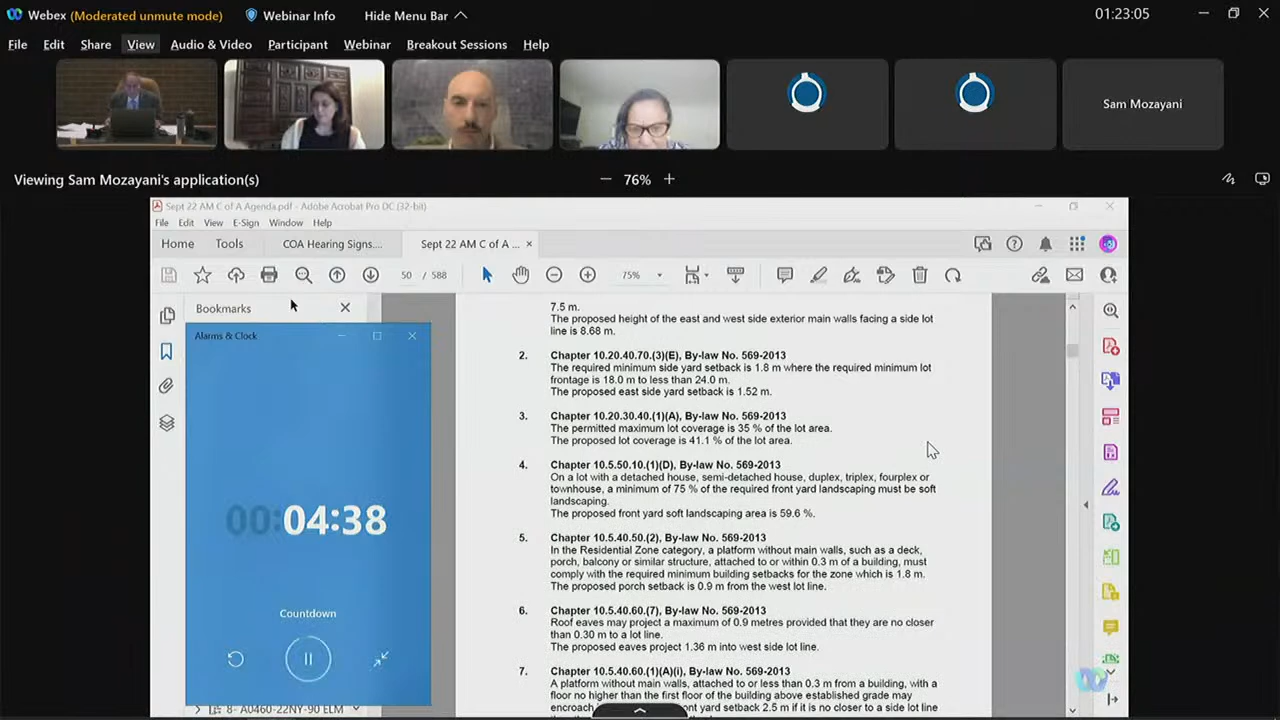 Webex (Moderated unmute mode) Webinar Info Hide Menu Bar 01:23:05
File Edit Share View Audio & Video Participant Webinar Breakout Sessions Help
Sam Mozayani
Viewing Sam Mozayani's application(s) 76%
Sept 22 AM C of A Agenda.pdf - Adobe Acrobat Pro DC (32-bit)
File Edit View E-Sign Window Help
Home Tools COA Hearing Signs.... Sept 22 AM C of A ... ×
50 / 588 75%
Bookmarks
Alarms & Clock
00:04:38
Countdown
8- A0460-22NY-90 ELM
7.5 m.
The proposed height of the east and west side exterior main walls facing a side lot
line is 8.68 m.
2. Chapter 10.20.40.70.(3)(E), By-law No. 569-2013
The required minimum side yard setback is 1.8 m where the required minimum lot
frontage is 18.0 m to less than 24.0 m.
The proposed east side yard setback is 1.52 m.
3. Chapter 10.20.30.40.(1)(A), By-law No. 569-2013
The permitted maximum lot coverage is 35 % of the lot area.
The proposed lot coverage is 41.1 % of the lot area.
4. Chapter 10.5.50.10.(1)(D), By-law No. 569-2013
On a lot with a detached house, semi-detached house, duplex, triplex, fourplex or
townhouse, a minimum of 75 % of the required front yard landscaping must be soft
landscaping.
The proposed front yard soft landscaping area is 59.6 %.
5. Chapter 10.5.40.50.(2), By-law No. 569-2013
In the Residential Zone category, a platform without main walls, such as a deck,
porch, balcony or similar structure, attached to or within 0.3 m of a building, must
comply with the required minimum building setbacks for the zone which is 1.8 m.
The proposed porch setback is 0.9 m from the west lot line.
6. Chapter 10.5.40.60.(7), By-law No. 569-2013
Roof eaves may project a maximum of 0.9 metres provided that they are no closer
than 0.30 m to a lot line.
The proposed eaves project 1.36 m into west side lot line.
7. Chapter 10.5.40.60.(1)(A)(i), By-law No. 569-2013
A platform without main walls, attached to or less than 0.3 m from a building, with a
floor no higher than the first floor of the building above established grade may
encroach yard setback 2.5 m if it is no closer to a side lot line